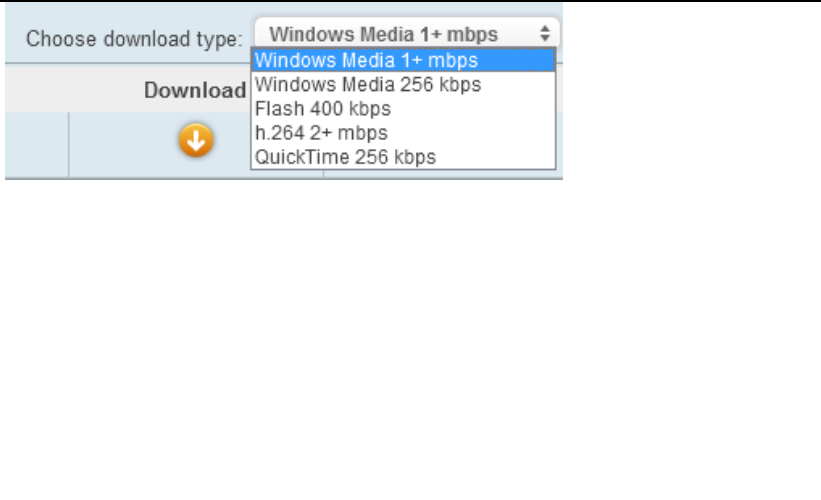 Choose download type: Windows Media 1+ mbps
Windows Media 1+ mbps
Download
Windows Media 256 kbps
Flash 400 kbps
h.264 2+ mbps
QuickTime 256 kbps